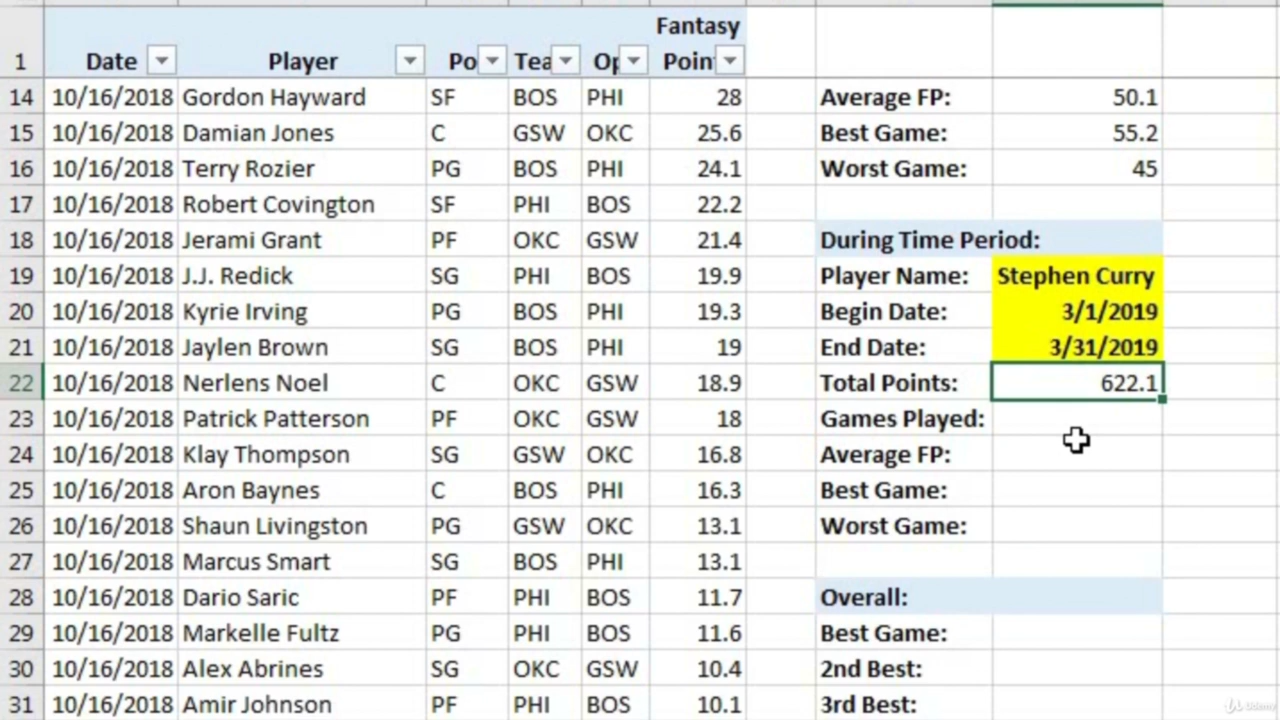 Fantasy
1 Date Player Po Tea Op Poin
14 10/16/2018 Gordon Hayward SF BOS PHI 28 Average FP: 50.1
15 10/16/2018 Damian Jones C GSW OKC 25.6 Best Game: 55.2
16 10/16/2018 Terry Rozier PG BOS PHI 24.1 Worst Game: 45
17 10/16/2018 Robert Covington SF PHI BOS 22.2
18 10/16/2018 Jerami Grant PF OKC GSW 21.4 During Time Period:
19 10/16/2018 J.J. Redick SG PHI BOS 19.9 Player Name: Stephen Curry
20 10/16/2018 Kyrie Irving PG BOS PHI 19.3 Begin Date: 3/1/2019
21 10/16/2018 Jaylen Brown SG BOS PHI 19 End Date: 3/31/2019
22 10/16/2018 Nerlens Noel C OKC GSW 18.9 Total Points: 622.1
23 10/16/2018 Patrick Patterson PF OKC GSW 18 Games Played:
24 10/16/2018 Klay Thompson SG GSW OKC 16.8 Average FP:
25 10/16/2018 Aron Baynes C BOS PHI 16.3 Best Game:
26 10/16/2018 Shaun Livingston PG GSW OKC 13.1 Worst Game:
27 10/16/2018 Marcus Smart SG BOS PHI 13.1
28 10/16/2018 Dario Saric PF PHI BOS 11.7 Overall:
29 10/16/2018 Markelle Fultz PG PHI BOS 11.6 Best Game:
30 10/16/2018 Alex Abrines SG OKC GSW 10.4 2nd Best:
31 10/16/2018 Amir Johnson PF PHI BOS 10.1 3rd Best:
Udemy